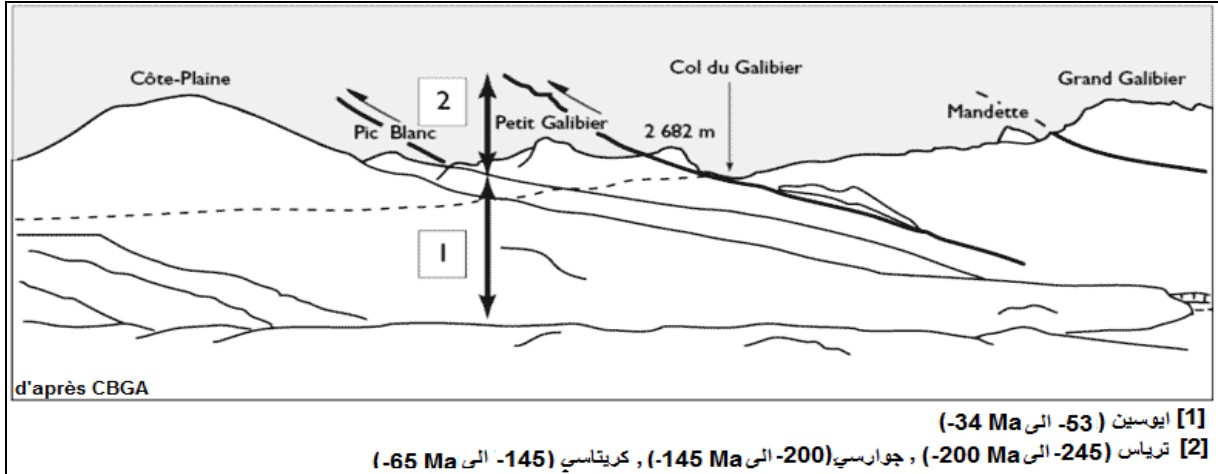 Côte-Plaine
Pic Blanc
2
Petit Galibier
Col du Galibier
2 682 m
Mandette
Grand Galibier
1
d'après CBGA
[1] ايوسين (53- الى 34 Ma-)
[2] ترياس (245- الى 200 Ma-) , جوارسي(200- الى 145 Ma-) , كريتاسي (145- الى 65 Ma-)